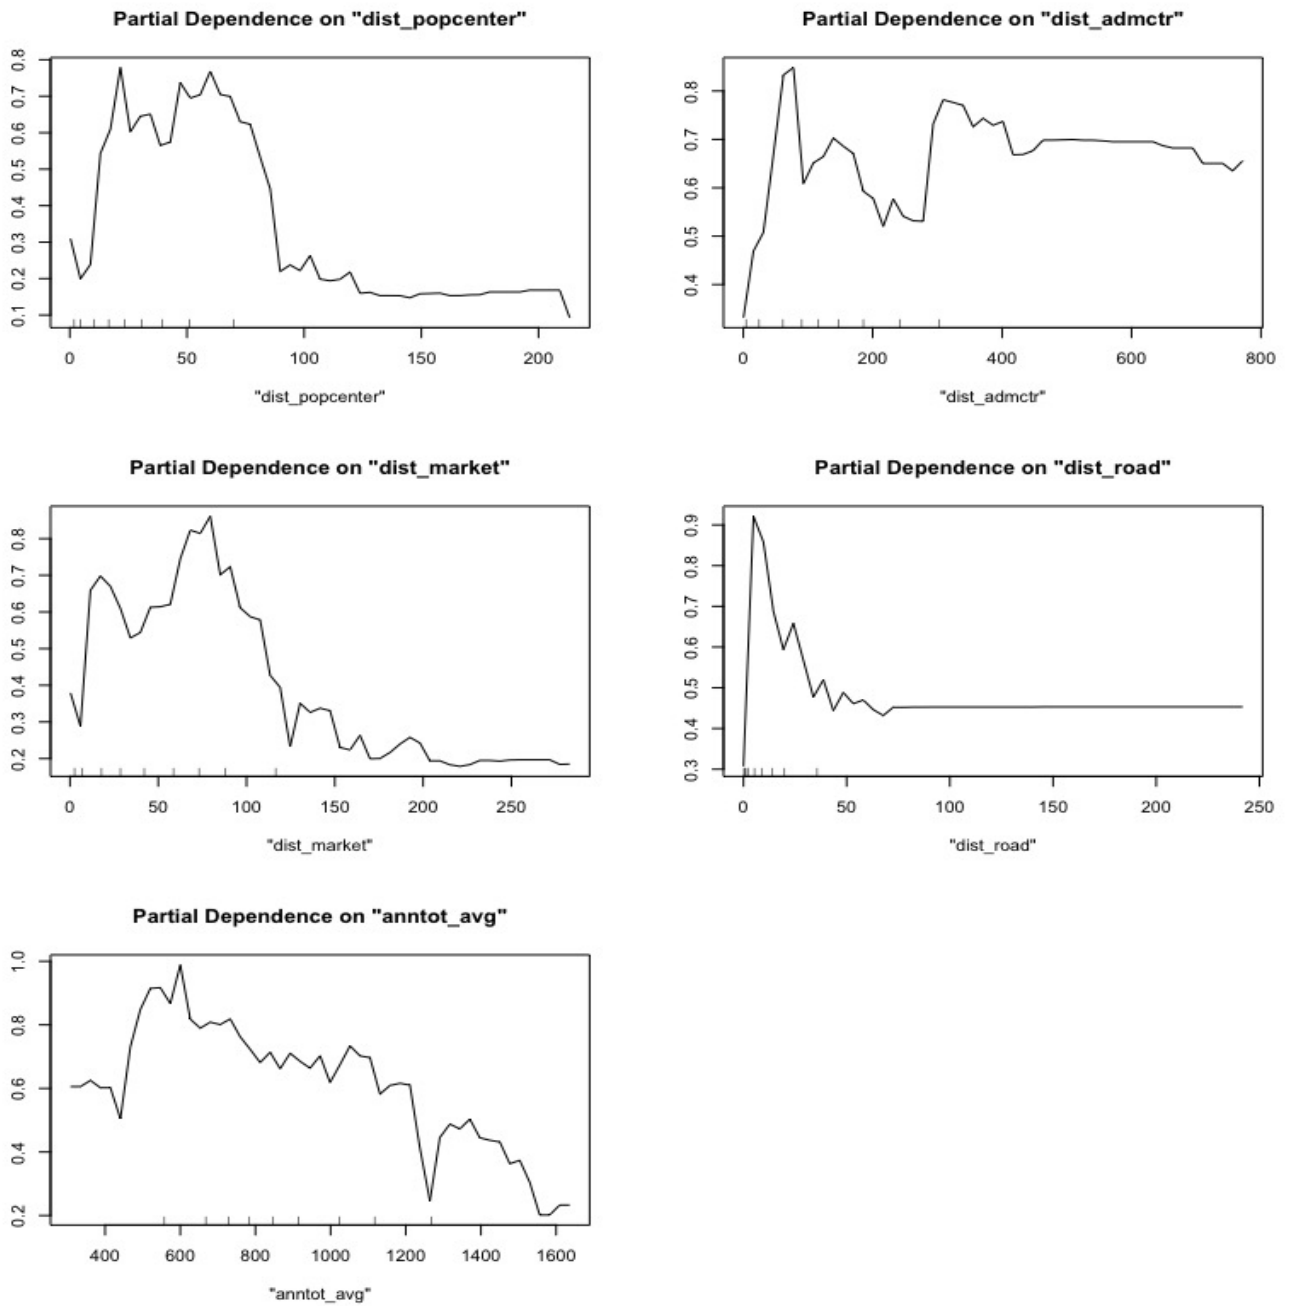 Partial Dependence on "dist_popcenter"
0.8
0.7
0.6
0.5
0.4
0.3
0.2
0.1
0 50 100 150 200
"dist_popcenter"
Partial Dependence on "dist_admctr"
0.8
0.7
0.6
0.5
0.4
0 200 400 600 800
"dist_admctr"
Partial Dependence on "dist_market"
0.8
0.7
0.6
0.5
0.4
0.3
0.2
0 50 100 150 200 250
"dist_market"
Partial Dependence on "dist_road"
0.9
0.8
0.7
0.6
0.5
0.4
0.3
0 50 100 150 200 250
"dist_road"
Partial Dependence on "anntot_avg"
1.0
0.8
0.6
0.4
0.2
400 600 800 1000 1200 1400 1600
"anntot_avg"